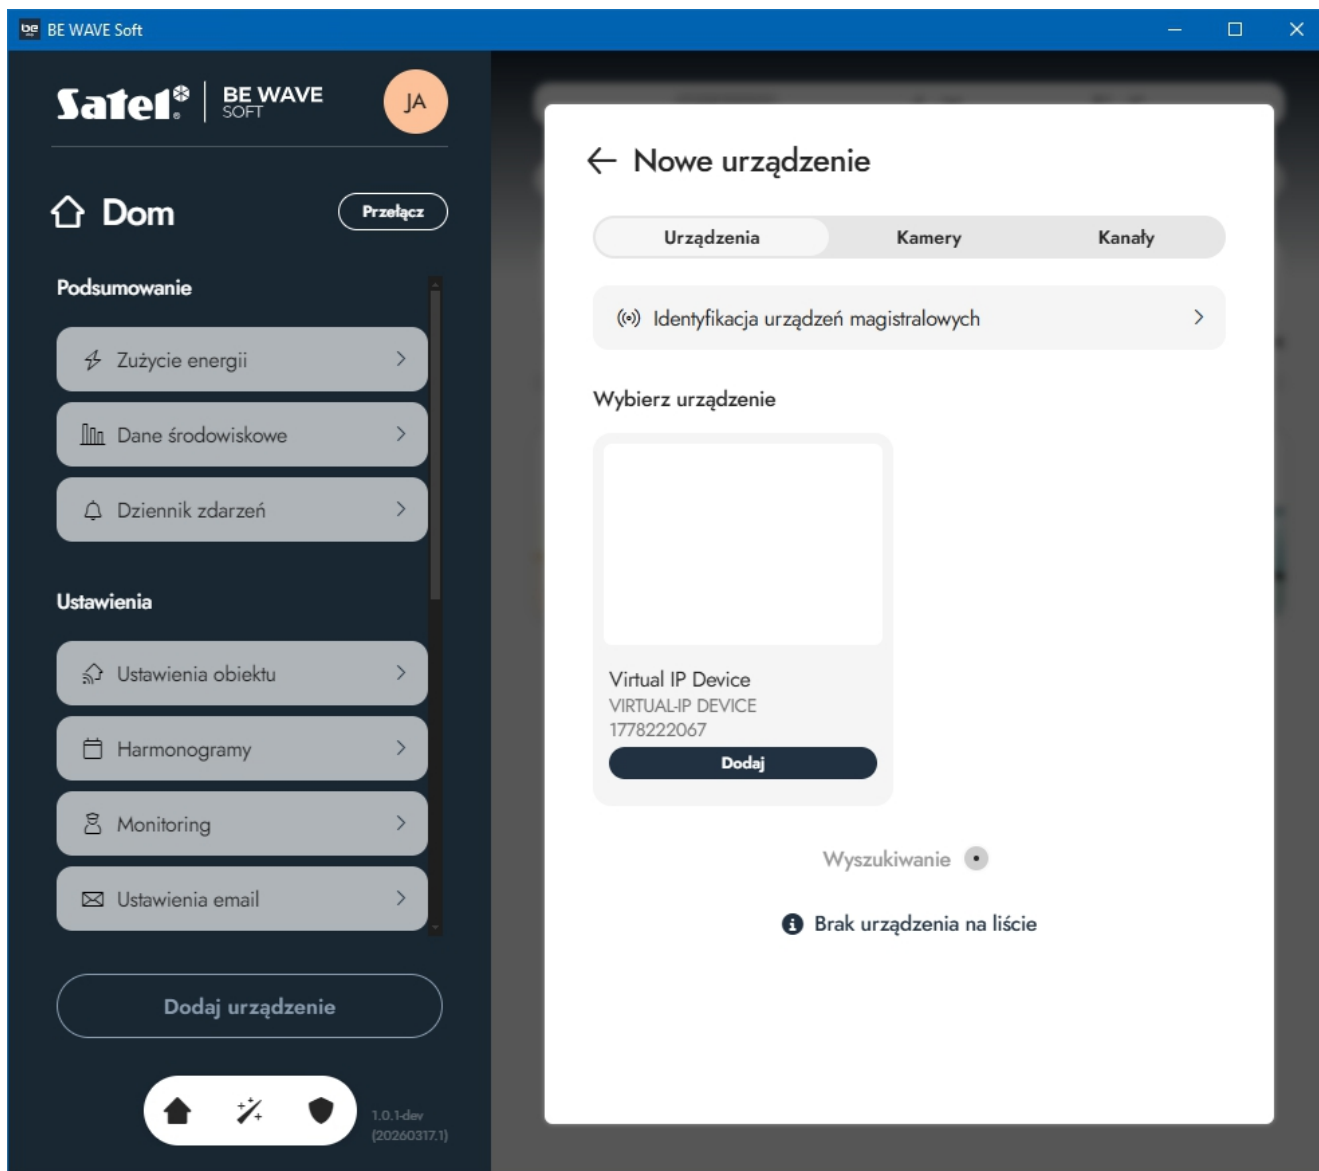 be
BE WAVE Soft
Satel®
BE WAVE
SOFT
JA
Dom
Przełącz
Podsumowanie
Zużycie energii
Dane środowiskowe
Dziennik zdarzeń
Ustawienia
Ustawienia obiektu
Harmonogramy
Monitoring
Ustawienia email
Dodaj urządzenie
1.0.1-dev
(20260317.1)
Nowe urządzenie
Urządzenia
Kamery
Kanały
Identyfikacja urządzeń magistralowych
Wybierz urządzenie
Virtual IP Device
VIRTUAL-IP DEVICE
1778222067
Dodaj
Wyszukiwanie
Brak urządzenia na liście